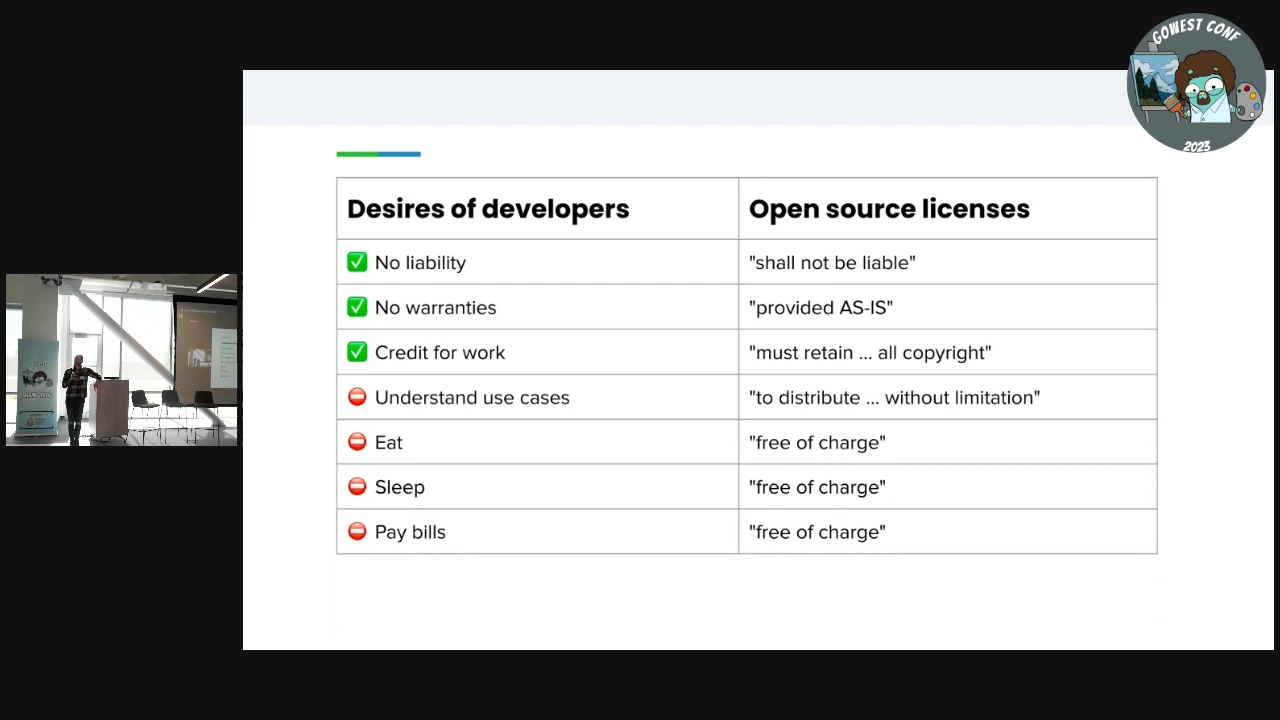 GOWEST CONF
2023
Desires of developers
Open source licenses
✅ No liability
"shall not be liable"
✅ No warranties
"provided AS-IS"
✅ Credit for work
"must retain ... all copyright"
⛔ Understand use cases
"to distribute ... without limitation"
⛔ Eat
"free of charge"
⛔ Sleep
"free of charge"
⛔ Pay bills
"free of charge"